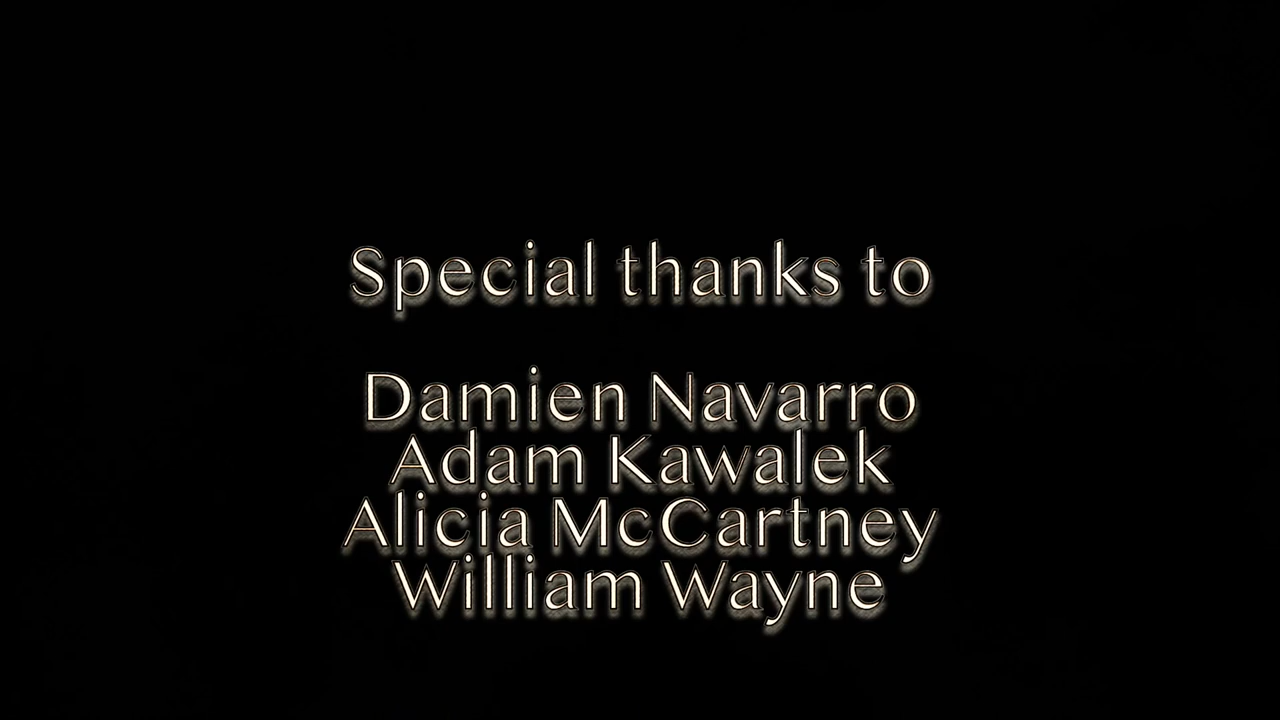 Special thanks to
Damien Navarro
Adam Kawalek
Alicia McCartney
William Wayne